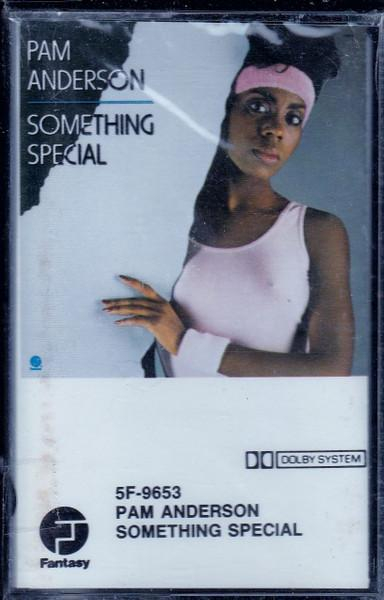 PAM
ANDERSON
SOMETHING
SPECIAL
DOLBY SYSTEM
5F-9653
PAM ANDERSON
SOMETHING SPECIAL
Fantasy